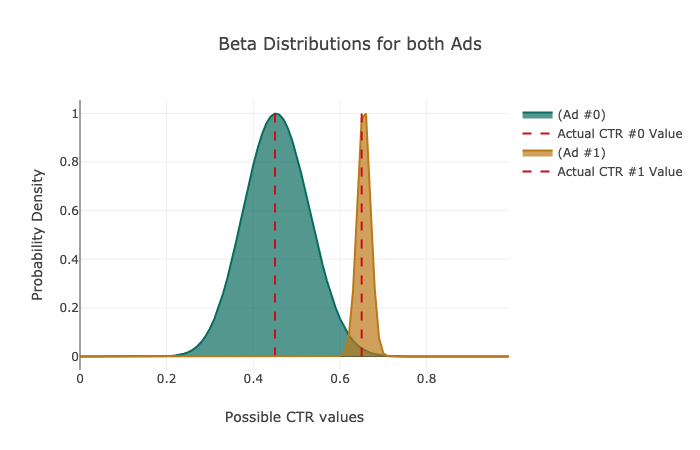 Beta Distributions for both Ads
(Ad #0)
Actual CTR #0 Value
(Ad #1)
Actual CTR #1 Value
Probability Density
1
0.8
0.6
0.4
0.2
0
0
0.2
0.4
0.6
0.8
Possible CTR values